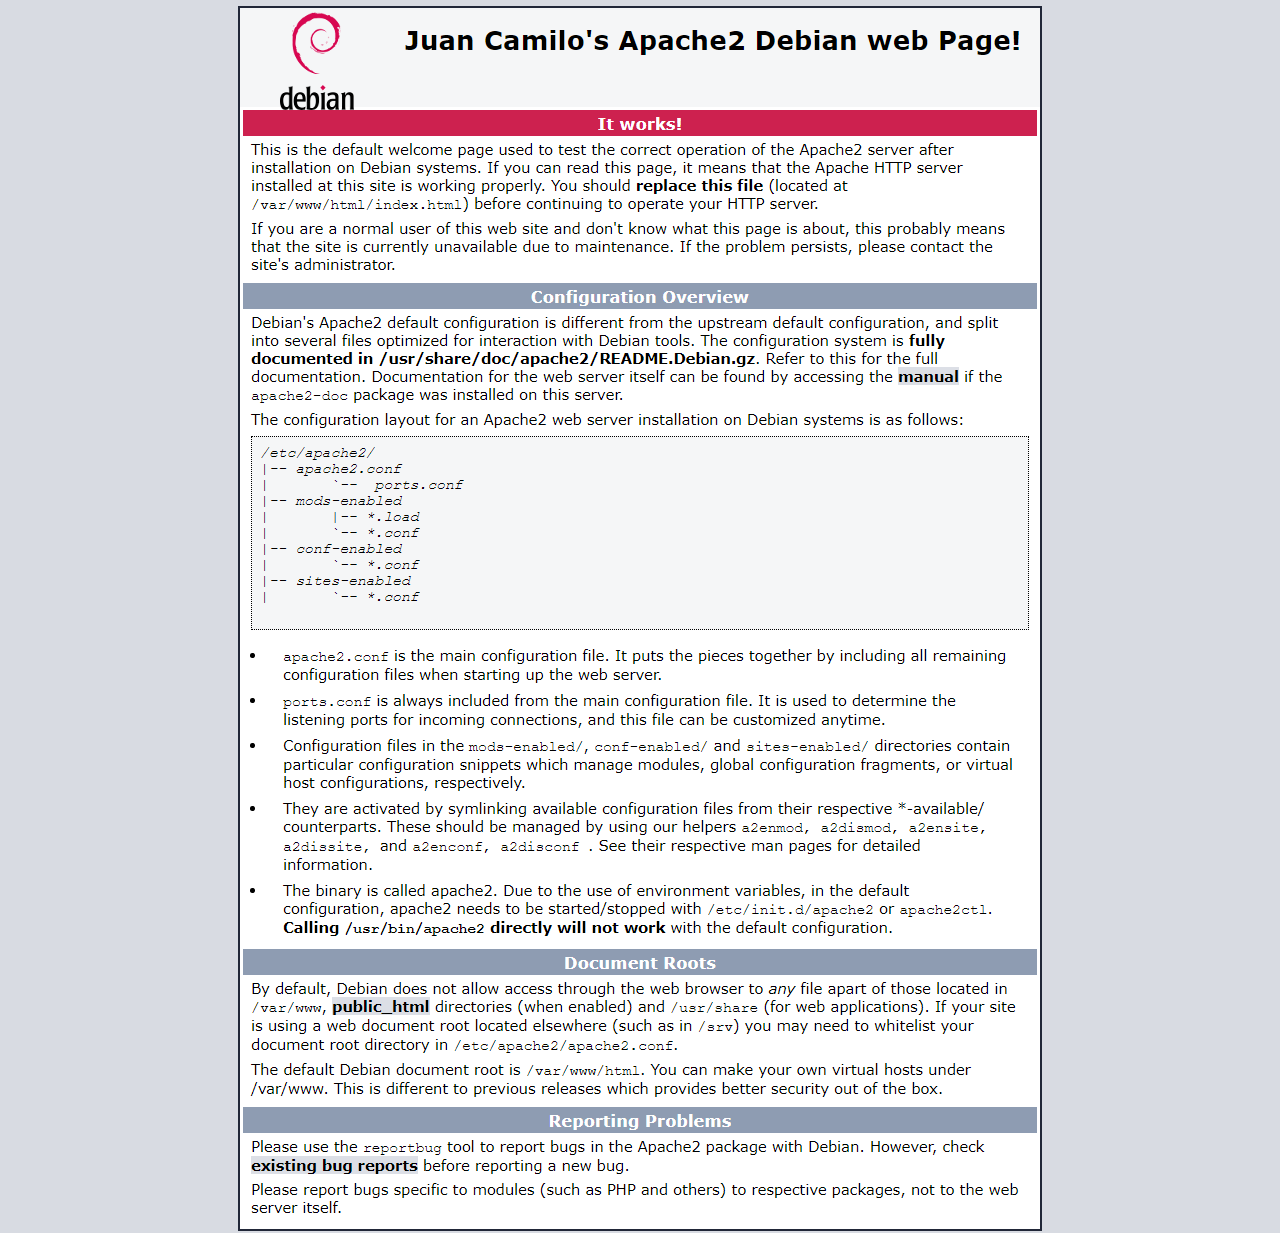 debian
Juan Camilo's Apache2 Debian web Page!
It works!
This is the default welcome page used to test the correct operation of the Apache2 server after
installation on Debian systems. If you can read this page, it means that the Apache HTTP server
installed at this site is working properly. You should replace this file (located at
/var/www/html/index.html) before continuing to operate your HTTP server.
If you are a normal user of this web site and don't know what this page is about, this probably means
that the site is currently unavailable due to maintenance. If the problem persists, please contact the
site's administrator.
Configuration Overview
Debian's Apache2 default configuration is different from the upstream default configuration, and split
into several files optimized for interaction with Debian tools. The configuration system is fully
documented in /usr/share/doc/apache2/README.Debian.gz. Refer to this for the full
documentation. Documentation for the web server itself can be found by accessing the manual if the
apache2-doc package was installed on this server.
The configuration layout for an Apache2 web server installation on Debian systems is as follows:
/etc/apache2/
|-- apache2.conf
|       `--  ports.conf
|-- mods-enabled
|       |-- *.load
|       `-- *.conf
|-- conf-enabled
|       `-- *.conf
|-- sites-enabled
|       `-- *.conf
• apache2.conf is the main configuration file. It puts the pieces together by including all remaining
configuration files when starting up the web server.
• ports.conf is always included from the main configuration file. It is used to determine the
listening ports for incoming connections, and this file can be customized anytime.
• Configuration files in the mods-enabled/, conf-enabled/ and sites-enabled/ directories contain
particular configuration snippets which manage modules, global configuration fragments, or virtual
host configurations, respectively.
• They are activated by symlinking available configuration files from their respective *-available/
counterparts. These should be managed by using our helpers a2enmod, a2dismod, a2ensite,
a2dissite, and a2enconf, a2disconf . See their respective man pages for detailed
information.
• The binary is called apache2. Due to the use of environment variables, in the default
configuration, apache2 needs to be started/stopped with /etc/init.d/apache2 or apache2ctl.
Calling /usr/bin/apache2 directly will not work with the default configuration.
Document Roots
By default, Debian does not allow access through the web browser to any file apart of those located in
/var/www, public_html directories (when enabled) and /usr/share (for web applications). If your site
is using a web document root located elsewhere (such as in /srv) you may need to whitelist your
document root directory in /etc/apache2/apache2.conf.
The default Debian document root is /var/www/html. You can make your own virtual hosts under
/var/www. This is different to previous releases which provides better security out of the box.
Reporting Problems
Please use the reportbug tool to report bugs in the Apache2 package with Debian. However, check
existing bug reports before reporting a new bug.
Please report bugs specific to modules (such as PHP and others) to respective packages, not to the web
server itself.